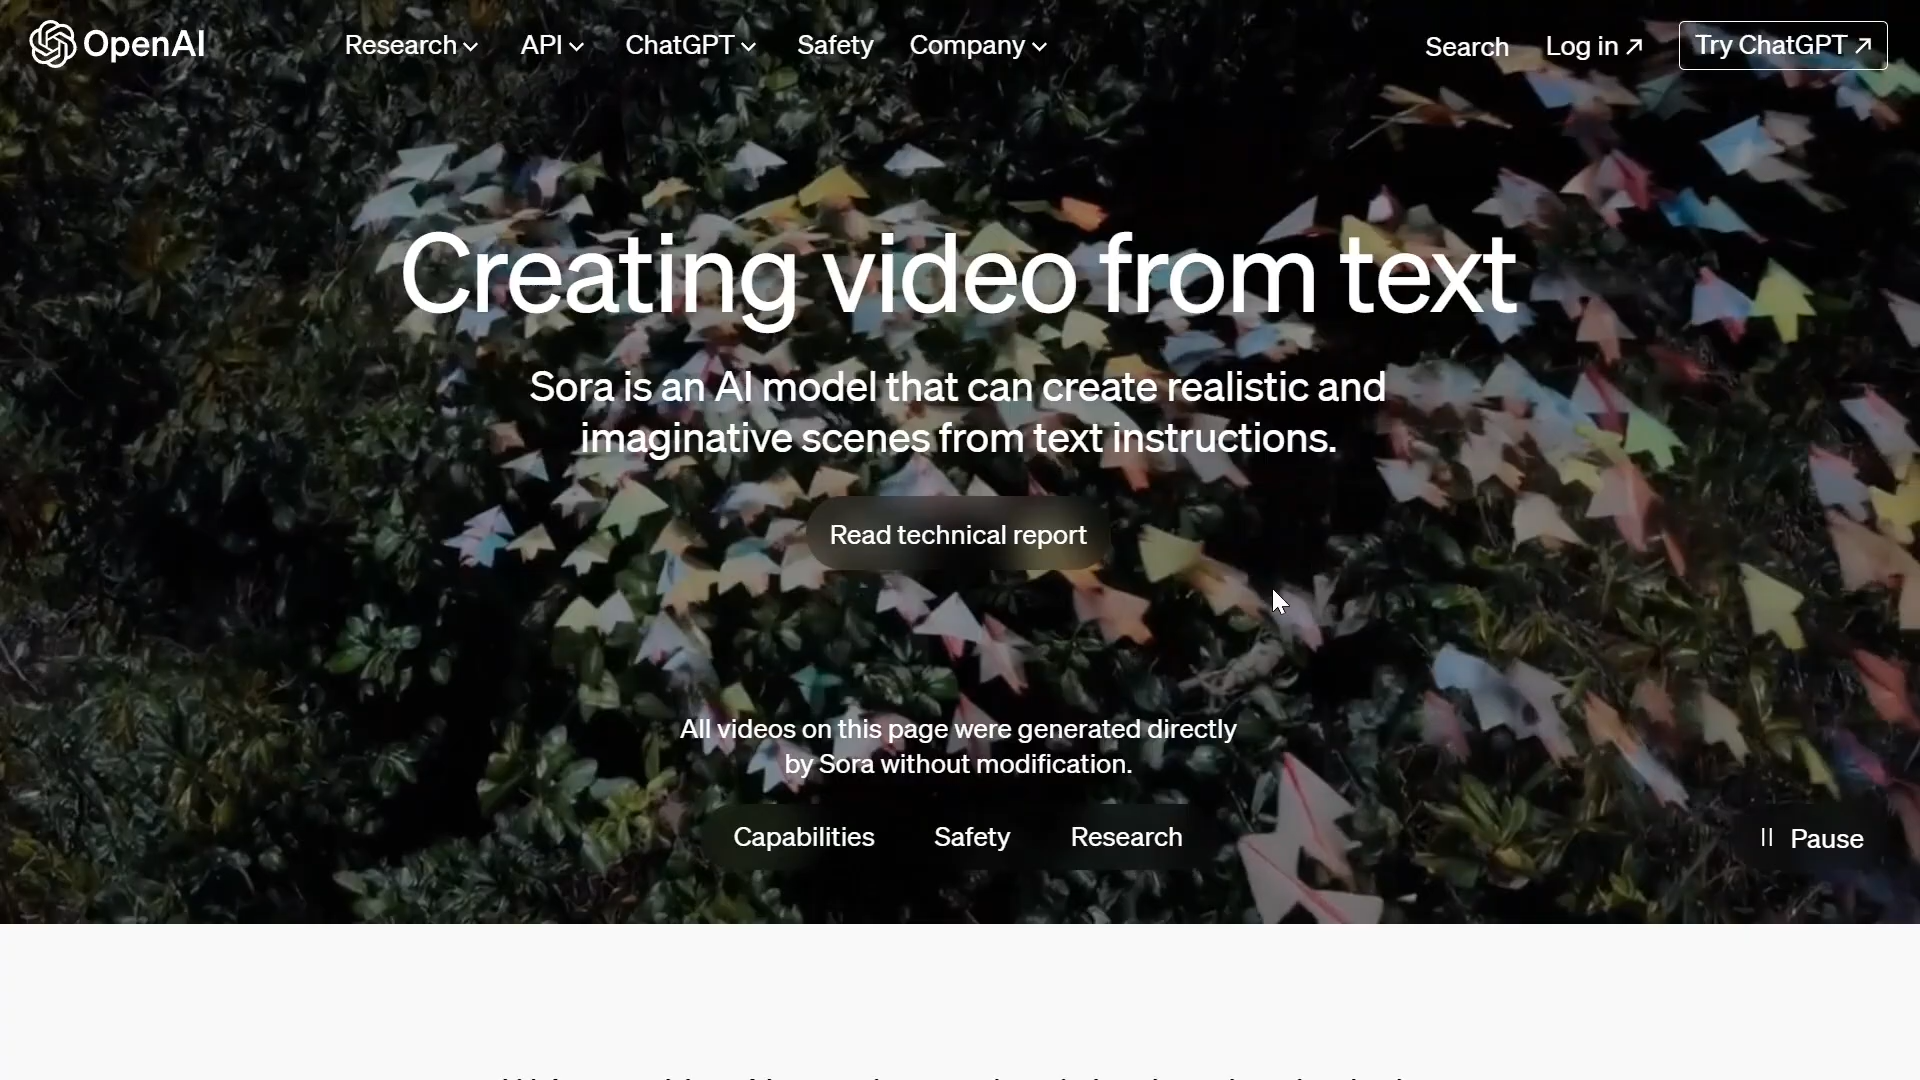 OpenAI
Research
API
ChatGPT
Safety
Company
Search
Log in ↗
Try ChatGPT ↗
Creating video from text
Sora is an AI model that can create realistic and
imaginative scenes from text instructions.
Read technical report
All videos on this page were generated directly
by Sora without modification.
Capabilities
Safety
Research
Pause